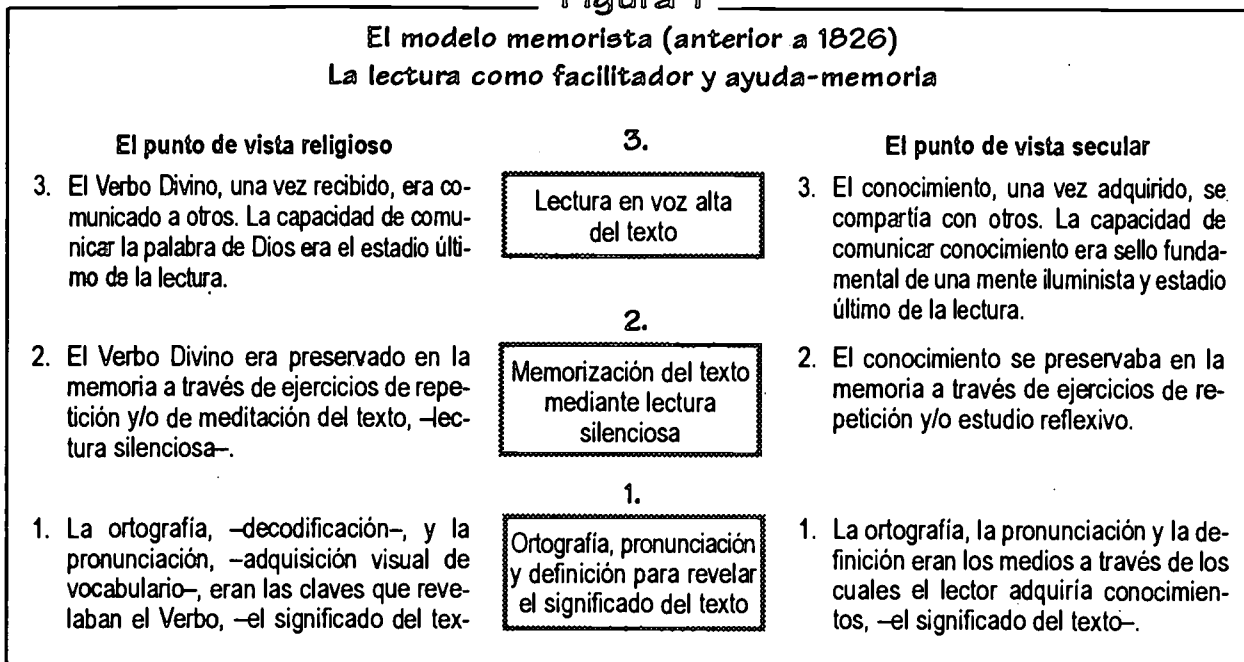 Figura 1
El modelo memorista (anterior a 1826)
La lectura como facilitador y ayuda-memoria
El punto de vista religioso
3. El Verbo Divino, una vez recibido, era co-
municado a otros. La capacidad de comu-
nicar la palabra de Dios era el estadio últi-
mo de la lectura.
2. El Verbo Divino era preservado en la
memoria a través de ejercicios de repe-
tición y/o de meditación del texto, –lec-
tura silenciosa–.
1. La ortografía, –decodificación–, y la
pronunciación, –adquisición visual de
vocabulario–, eran las claves que reve-
laban el Verbo, –el significado del tex-
3.
Lectura en voz alta
del texto
2.
Memorización del texto
mediante lectura
silenciosa
1.
Ortografía, pronunciación
y definición para revelar
el significado del texto
El punto de vista secular
3. El conocimiento, una vez adquirido, se
compartía con otros. La capacidad de
comunicar conocimiento era sello funda-
mental de una mente iluminista y estadio
último de la lectura.
2. El conocimiento se preservaba en la
memoria a través de ejercicios de re-
petición y/o estudio reflexivo.
1. La ortografía, la pronunciación y la de-
finición eran los medios a través de los
cuales el lector adquiría conocimien-
tos, –el significado del texto–.